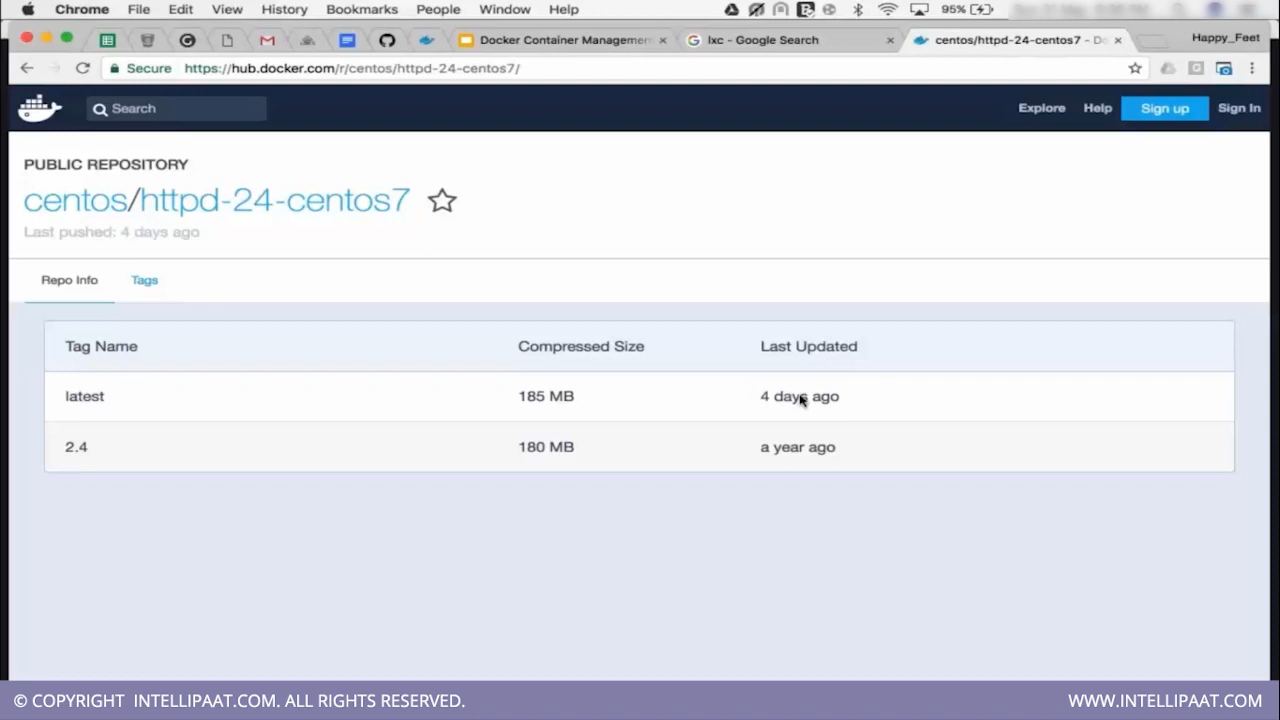 Chrome File Edit View History Bookmarks People Window Help 95%
Docker Container Managemen lxc - Google Search centos/httpd-24-centos7 - Do Happy_Feet
Secure https://hub.docker.com/r/centos/httpd-24-centos7/
Search Explore Help Sign up Sign In
PUBLIC REPOSITORY
centos/httpd-24-centos7
Last pushed: 4 days ago
Repo Info Tags
Tag Name Compressed Size Last Updated
latest 185 MB 4 days ago
2.4 180 MB a year ago
© COPYRIGHT INTELLIPAAT.COM. ALL RIGHTS RESERVED. WWW.INTELLIPAAT.COM